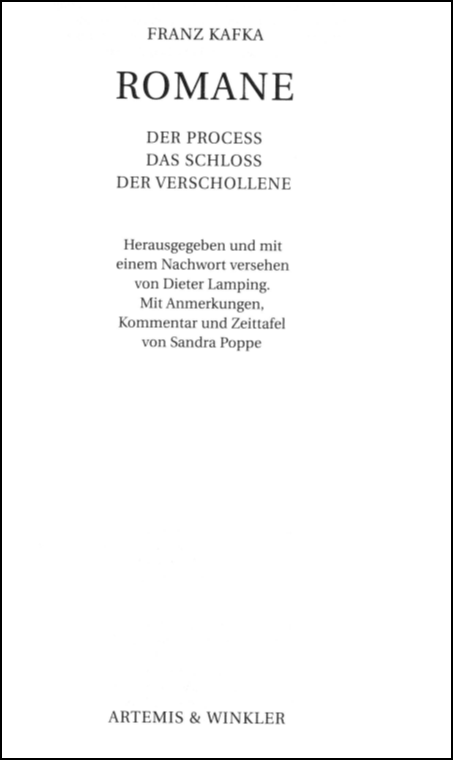 FRANZ KAFKA
ROMANE
DER PROCESS
DAS SCHLOSS
DER VERSCHOLLENE
Herausgegeben und mit
einem Nachwort versehen
von Dieter Lamping.
Mit Anmerkungen,
Kommentar und Zeittafel
von Sandra Poppe
ARTEMIS & WINKLER